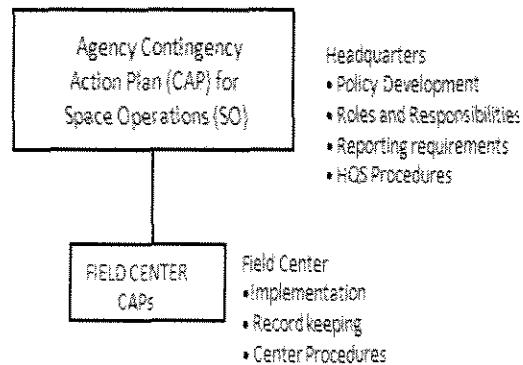 Agency Contingency
Action Plan (CAP) for
Space Operations (SO)
Headquarters
• Policy Development
• Roles and Responsibilities
• Reporting requirements
• HQS Procedures
FIELD CENTER
CAPs
Field Center
•Implementation
• Record keeping
• Center Procedures